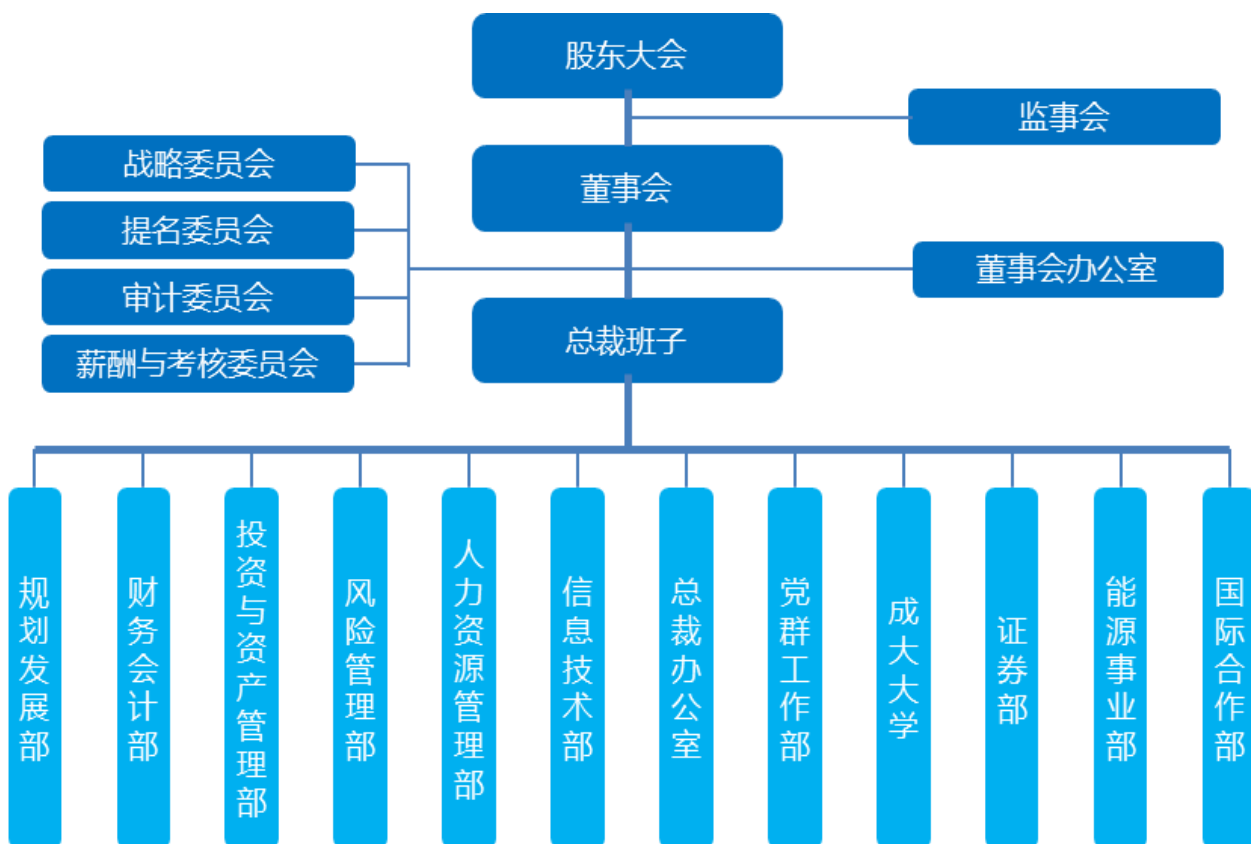 股东大会
监事会
战略委员会
董事会
提名委员会
董事会办公室
审计委员会
总裁班子
薪酬与考核委员会
规划发展部
财务会计部
投资与资产管理部
风险管理部
人力资源管理部
信息技术部
总裁办公室
党群工作部
成大大学
证券部
能源事业部
国际合作部